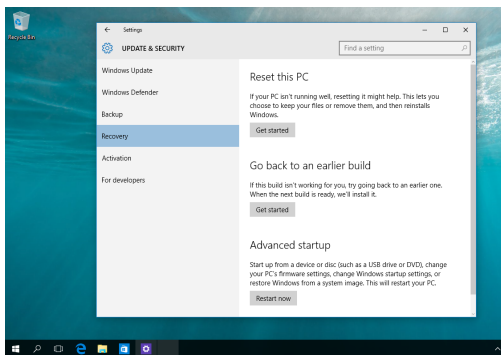 Recycle Bin
Settings
UPDATE & SECURITY
Find a setting
Windows Update
Windows Defender
Backup
Recovery
Activation
For developers
Reset this PC
If your PC isn't running well, resetting it might help. This lets you
choose to keep your files or remove them, and then reinstalls
Windows.
Get started
Go back to an earlier build
If this build isn't working for you, try going back to an earlier one.
When the next build is ready, we'll install it.
Get started
Advanced startup
Start up from a device or disc (such as a USB drive or DVD), change
your PC's firmware settings, change Windows startup settings, or
restore Windows from a system image. This will restart your PC.
Restart now